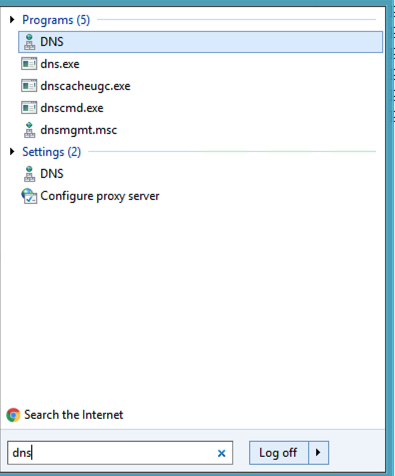 Programs (5)
DNS
dns.exe
dnscacheugc.exe
dnscmd.exe
dnsmgmt.msc
Settings (2)
DNS
Configure proxy server
Search the Internet
dns
Log off